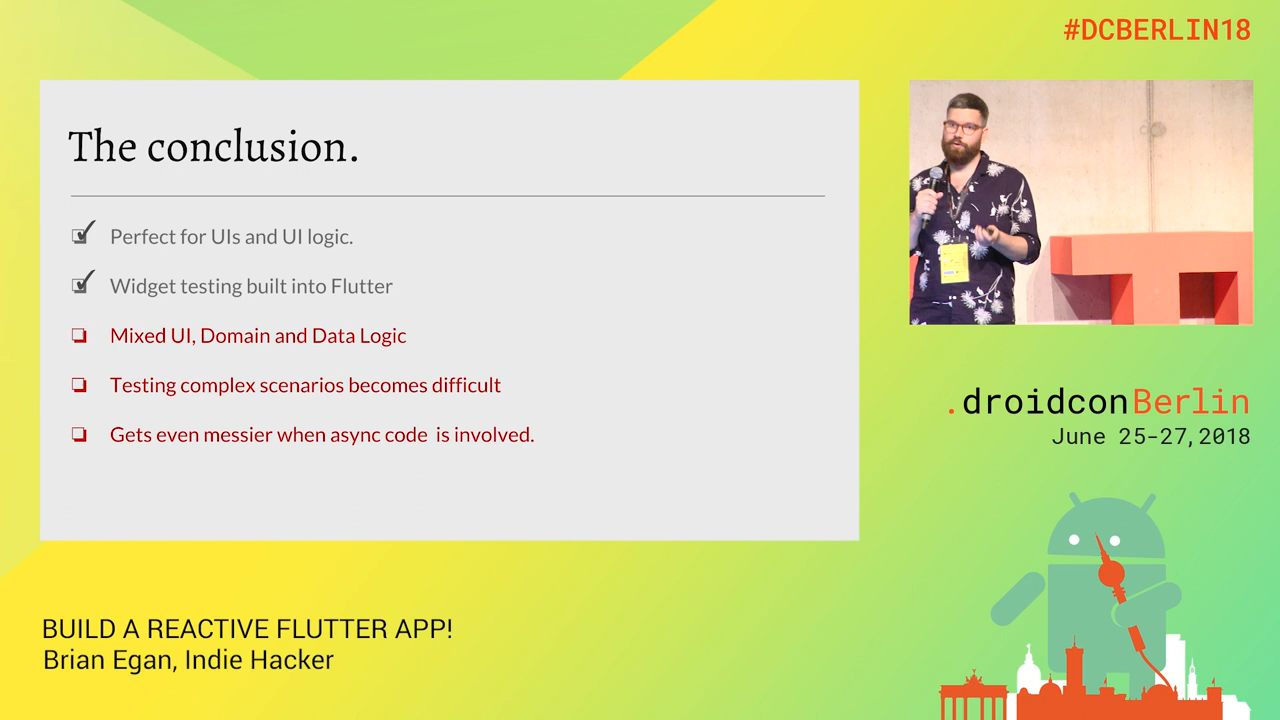 #DCBERLIN18
The conclusion.
Perfect for UIs and UI logic.
Widget testing built into Flutter
Mixed UI, Domain and Data Logic
Testing complex scenarios becomes difficult
Gets even messier when async code is involved.
.droidconBerlin
June 25-27, 2018
BUILD A REACTIVE FLUTTER APP!
Brian Egan, Indie Hacker